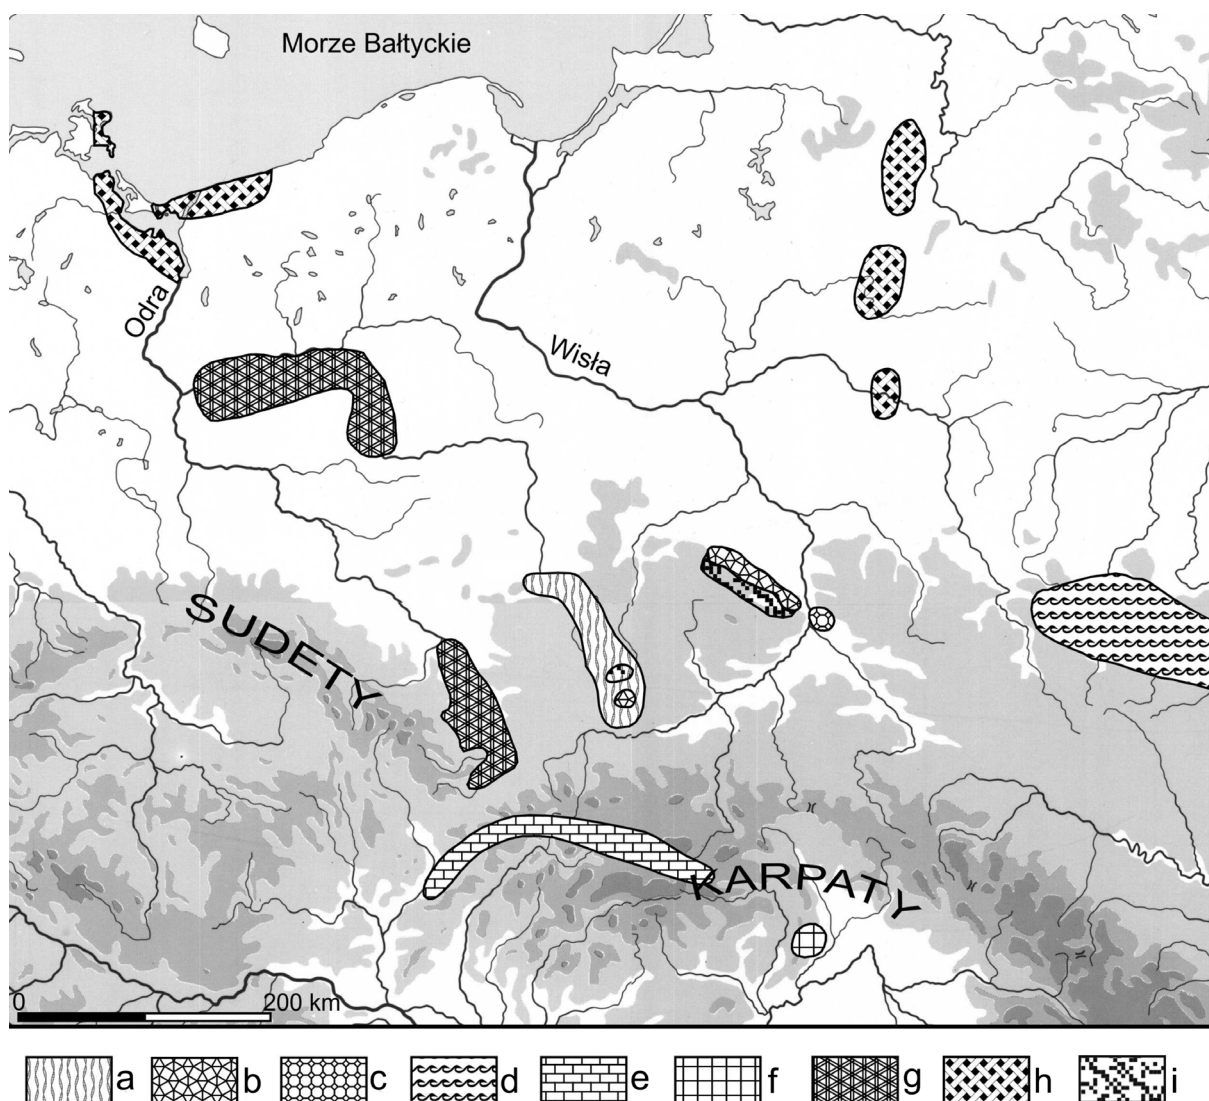 Morze Bałtyckie
Odra
Wisła
SUDETY
KARPATY
0 200 km
a b c d e f g h i